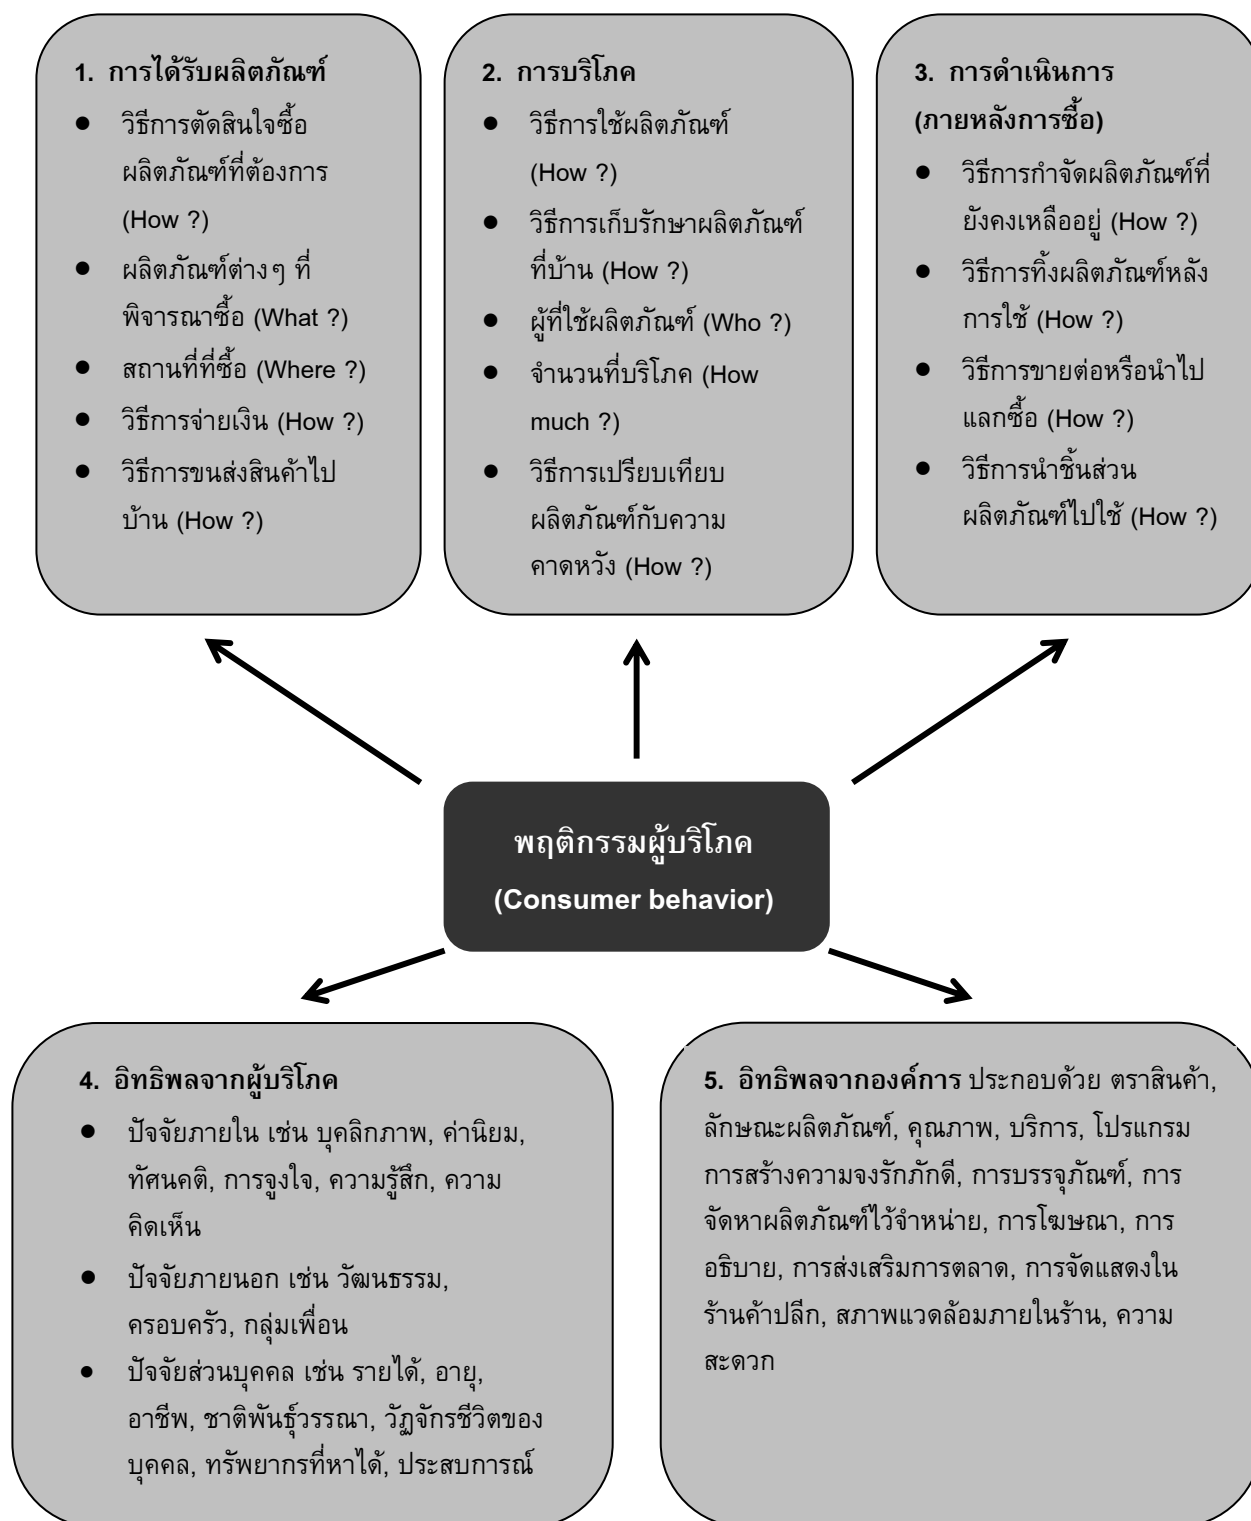 1. การได้รับผลิตภัณฑ์
● วิธีการตัดสินใจซื้อ
ผลิตภัณฑ์ที่ต้องการ
(How ?)
● ผลิตภัณฑ์ต่างๆ ที่
พิจารณาซื้อ (What ?)
● สถานที่ที่ซื้อ (Where ?)
● วิธีการจ่ายเงิน (How ?)
● วิธีการขนส่งสินค้าไป
บ้าน (How ?)
2. การบริโภค
● วิธีการใช้ผลิตภัณฑ์
(How ?)
● วิธีการเก็บรักษาผลิตภัณฑ์
ที่บ้าน (How ?)
● ผู้ที่ใช้ผลิตภัณฑ์ (Who ?)
● จำนวนที่บริโภค (How
much ?)
● วิธีการเปรียบเทียบ
ผลิตภัณฑ์กับความ
คาดหวัง (How ?)
3. การดำเนินการ
(ภายหลังการซื้อ)
● วิธีการกำจัดผลิตภัณฑ์ที่
ยังคงเหลืออยู่ (How ?)
● วิธีการทิ้งผลิตภัณฑ์หลัง
การใช้ (How ?)
● วิธีการขายต่อหรือนำไป
แลกซื้อ (How ?)
● วิธีการนำชิ้นส่วน
ผลิตภัณฑ์ไปใช้ (How ?)
พฤติกรรมผู้บริโภค
(Consumer behavior)
4. อิทธิพลจากผู้บริโภค
● ปัจจัยภายใน เช่น บุคลิกภาพ, ค่านิยม,
ทัศนคติ, การจูงใจ, ความรู้สึก, ความ
คิดเห็น
● ปัจจัยภายนอก เช่น วัฒนธรรม,
ครอบครัว, กลุ่มเพื่อน
● ปัจจัยส่วนบุคคล เช่น รายได้, อายุ,
อาชีพ, ชาติพันธุ์วรรณา, วัฏจักรชีวิตของ
บุคคล, ทรัพยากรที่หาได้, ประสบการณ์
5. อิทธิพลจากองค์การ ประกอบด้วย ตราสินค้า,
ลักษณะผลิตภัณฑ์, คุณภาพ, บริการ, โปรแกรม
การสร้างความจงรักภักดี, การบรรจุภัณฑ์, การ
จัดหาผลิตภัณฑ์ไว้จำหน่าย, การโฆษณา, การ
อธิบาย, การส่งเสริมการตลาด, การจัดแสดงใน
ร้านค้าปลีก, สภาพแวดล้อมภายในร้าน, ความ
สะดวก